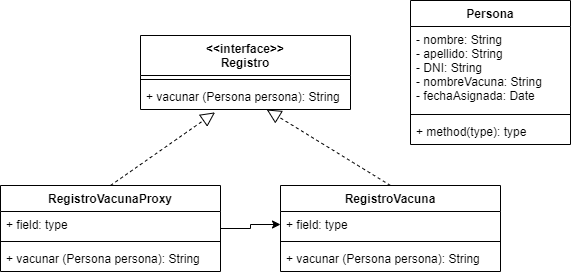 <<interface>>
Registro
+ vacunar (Persona persona): String
Persona
- nombre: String
- apellido: String
- DNI: String
- nombreVacuna: String
- fechaAsignada: Date
+ method(type): type
RegistroVacunaProxy
+ field: type
+ vacunar (Persona persona): String
RegistroVacuna
+ field: type
+ vacunar (Persona persona): String